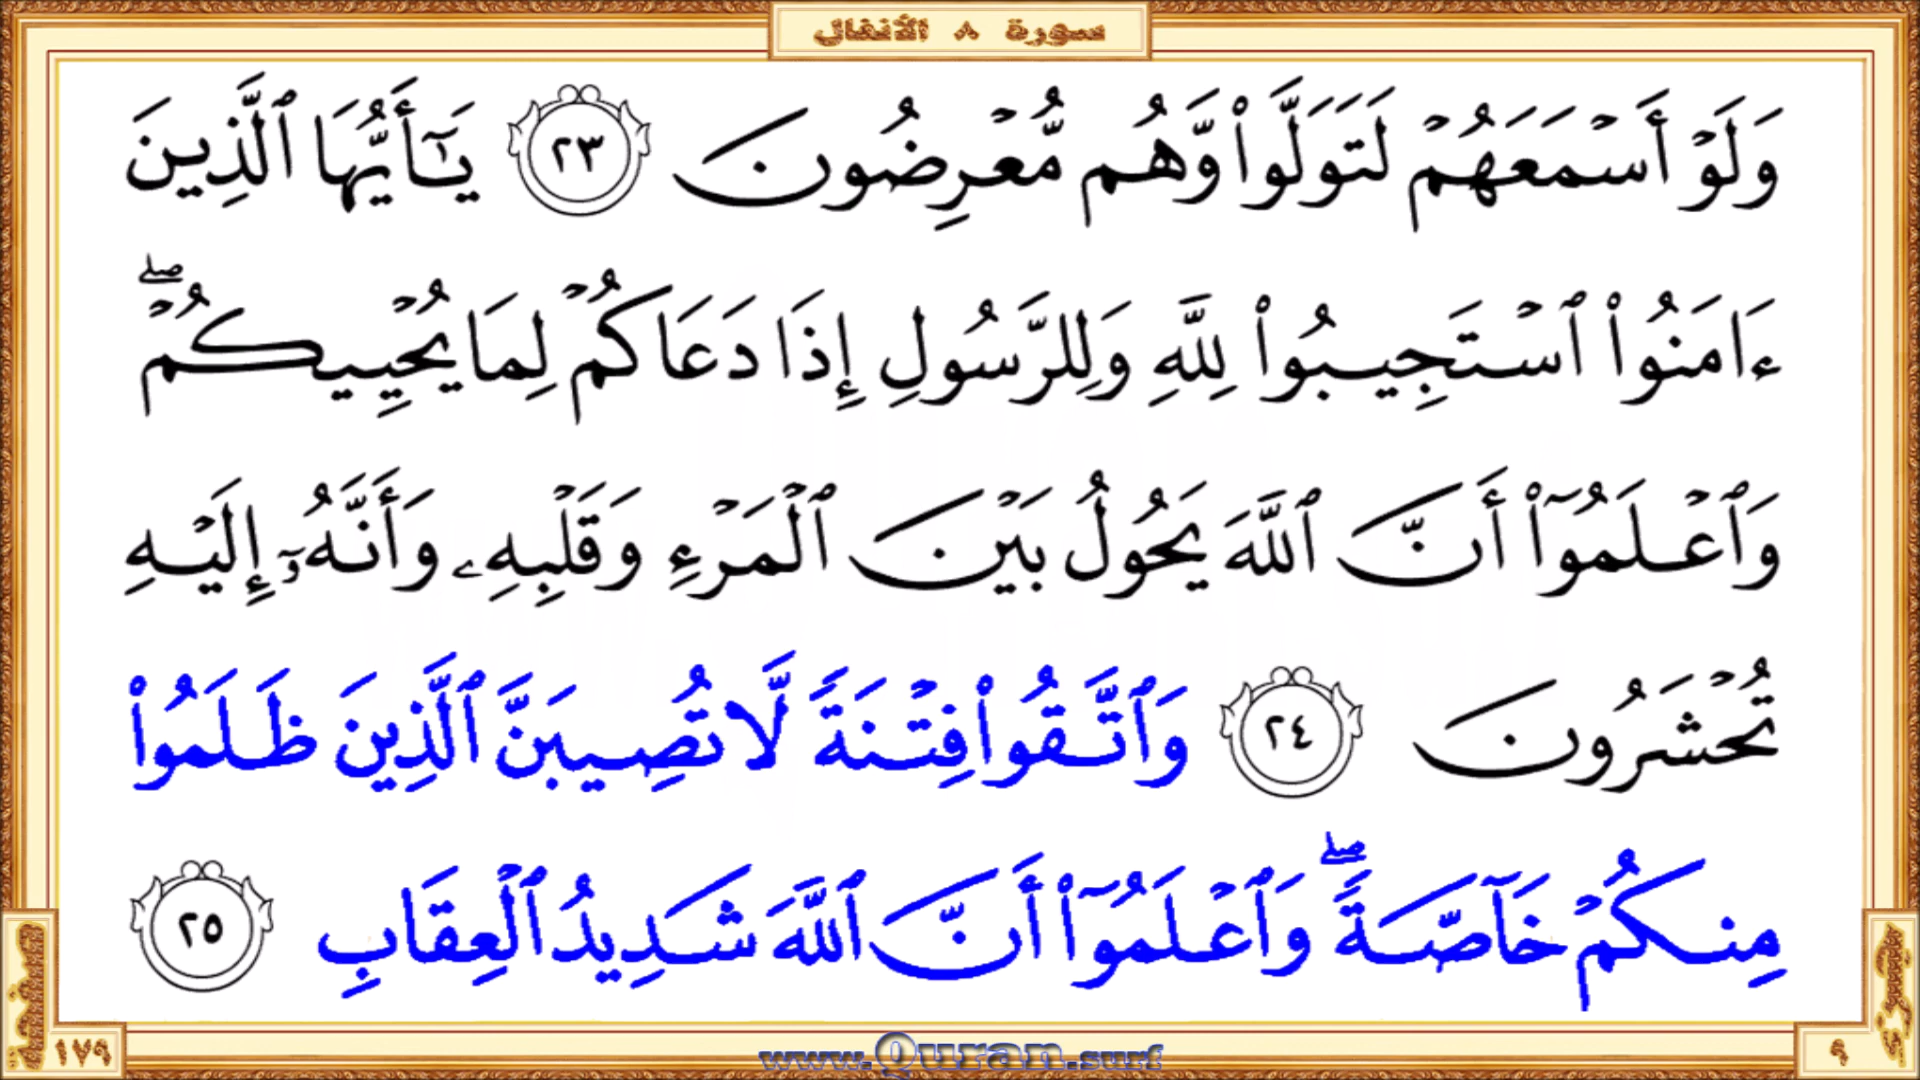 سورة ٨ الأنفال
وَلَوْ أَسْمَعَهُمْ لَتَوَلَّوا۟ وَّهُم مُّعْرِضُونَ ٢٣ يَـٰٓأَيُّهَا ٱلَّذِينَ
ءَامَنُوا۟ ٱسْتَجِيبُوا۟ لِلَّهِ وَلِلرَّسُولِ إِذَا دَعَاكُمْ لِمَا يُحْيِيكُمْ ۖ
وَٱعْلَمُوٓا۟ أَنَّ ٱللَّهَ يَحُولُ بَيْنَ ٱلْمَرْءِ وَقَلْبِهِۦ وَأَنَّهُۥٓ إِلَيْهِ
تُحْشَرُونَ ٢٤ وَٱتَّقُوا۟ فِتْنَةً لَّا تُصِيبَنَّ ٱلَّذِينَ ظَلَمُوا۟
مِنكُمْ خَآصَّةً ۖ وَٱعْلَمُوٓا۟ أَنَّ ٱللَّهَ شَدِيدُ ٱلْعِقَابِ ٢٥
جزء ٩
www.Quran.surf
صفحة ١٧٩